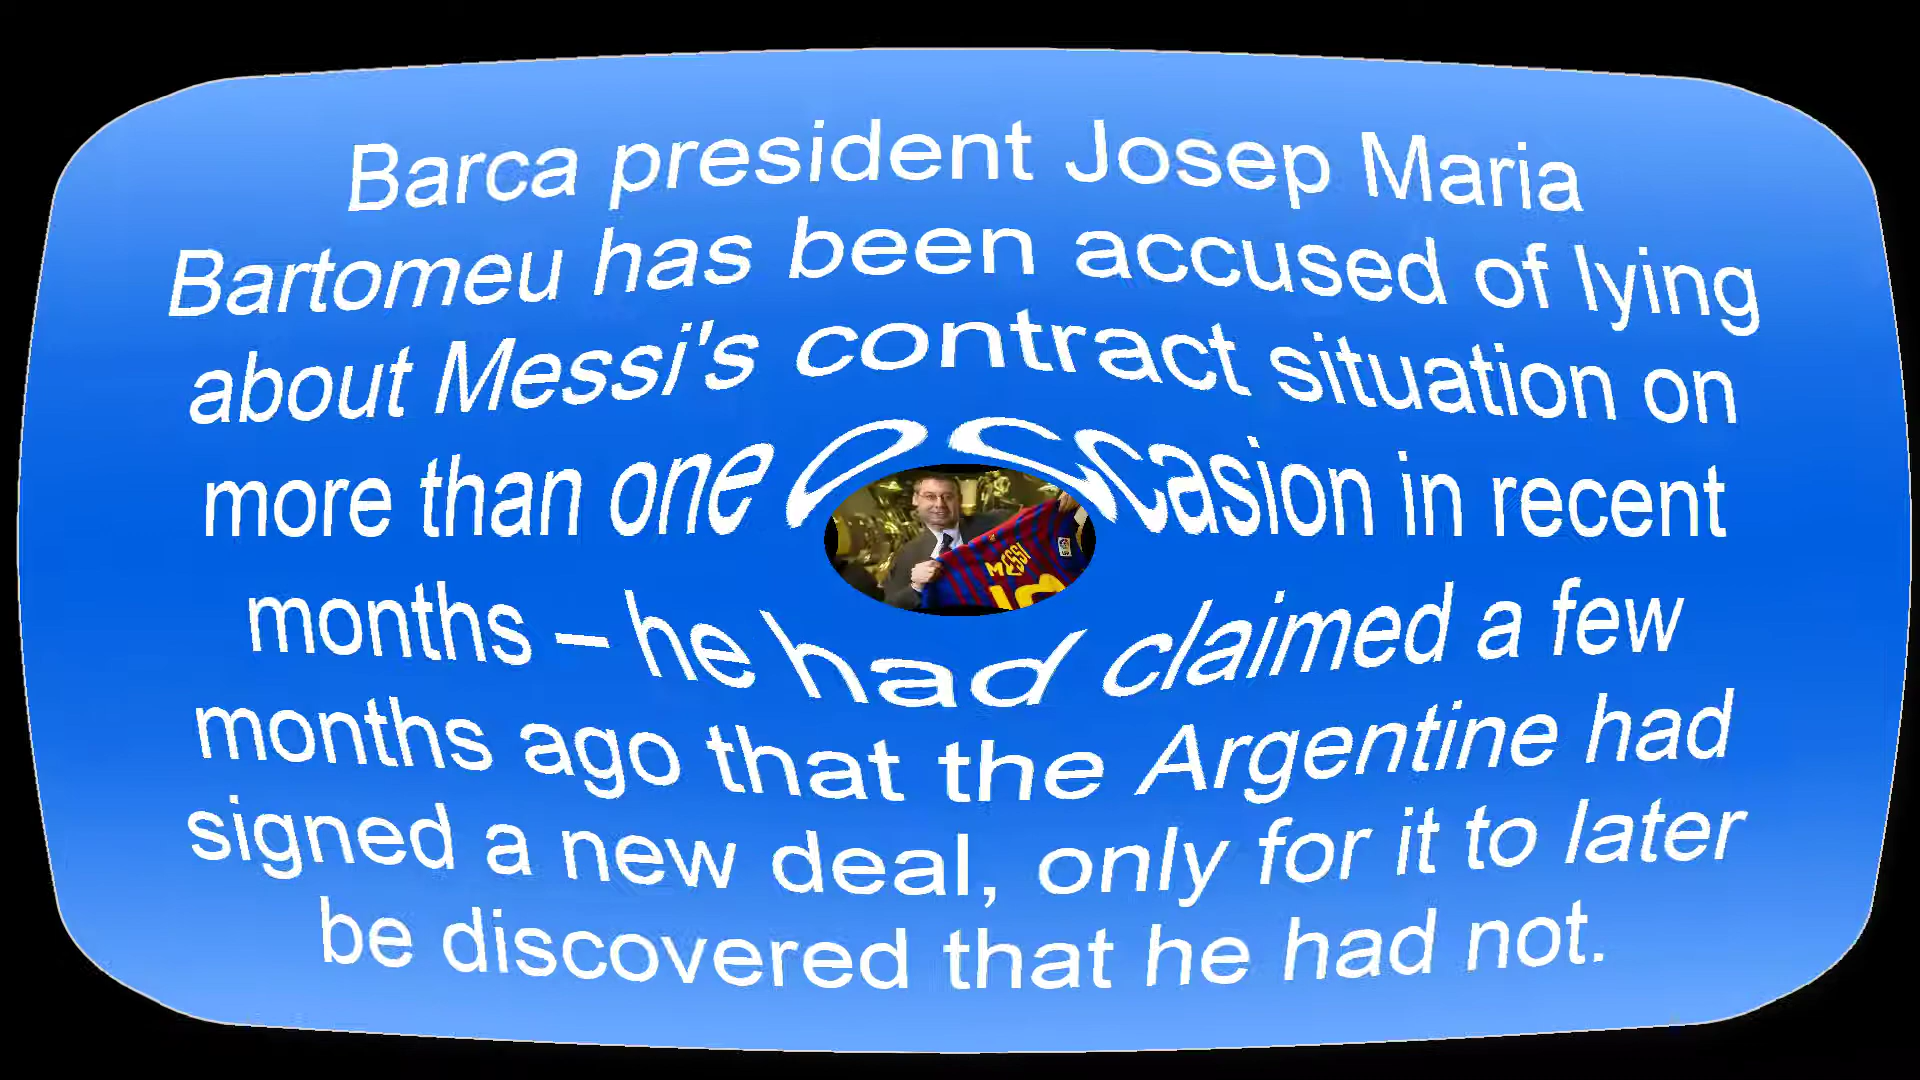 Barca president Josep Maria
Bartomeu has been accused of lying
about Messi's contract situation on
more than one occasion in recent
months – he had claimed a few
months ago that the Argentine had
signed a new deal, only for it to later
be discovered that he had not.
MESSI
10